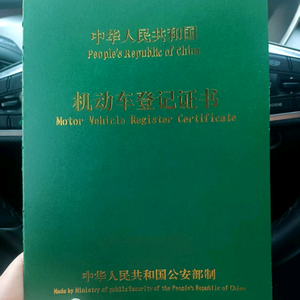 中华人民共和国
People's Republic of China
机动车登记证书
Motor Vehicle Register Certificate
中华人民共和国公安部制
Made by Ministry of public Security of the People's Republic of China